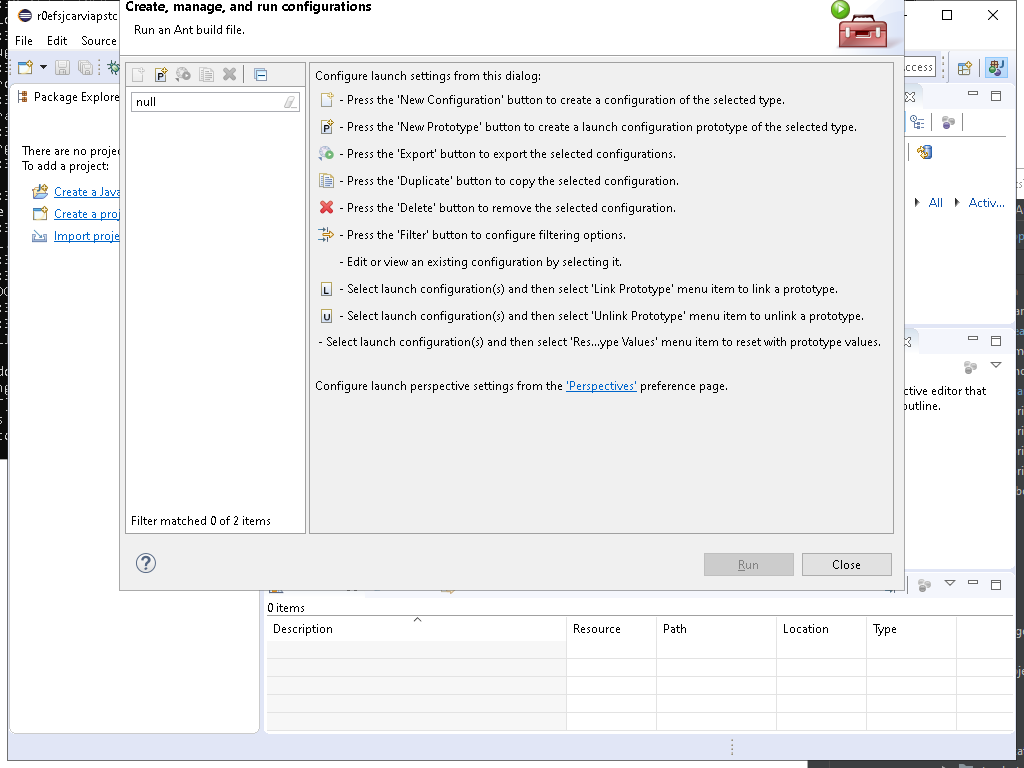 Create, manage, and run configurations
Run an Ant build file.
r0efsjcarviapstc
File Edit Source
Package Explore
null
There are no projec
To add a project:
Create a Java
Create a proj
Import proje
Filter matched 0 of 2 items
Configure launch settings from this dialog:
- Press the 'New Configuration' button to create a configuration of the selected type.
P - Press the 'New Prototype' button to create a launch configuration prototype of the selected type.
- Press the 'Export' button to export the selected configurations.
- Press the 'Duplicate' button to copy the selected configuration.
- Press the 'Delete' button to remove the selected configuration.
- Press the 'Filter' button to configure filtering options.
- Edit or view an existing configuration by selecting it.
L - Select launch configuration(s) and then select 'Link Prototype' menu item to link a prototype.
U - Select launch configuration(s) and then select 'Unlink Prototype' menu item to unlink a prototype.
- Select launch configuration(s) and then select 'Res...ype Values' menu item to reset with prototype values.
Configure launch perspective settings from the 'Perspectives' preference page.
Run Close
ccess
All Activ...
ctive editor that
outline.
0 items
Description Resource Path Location Type